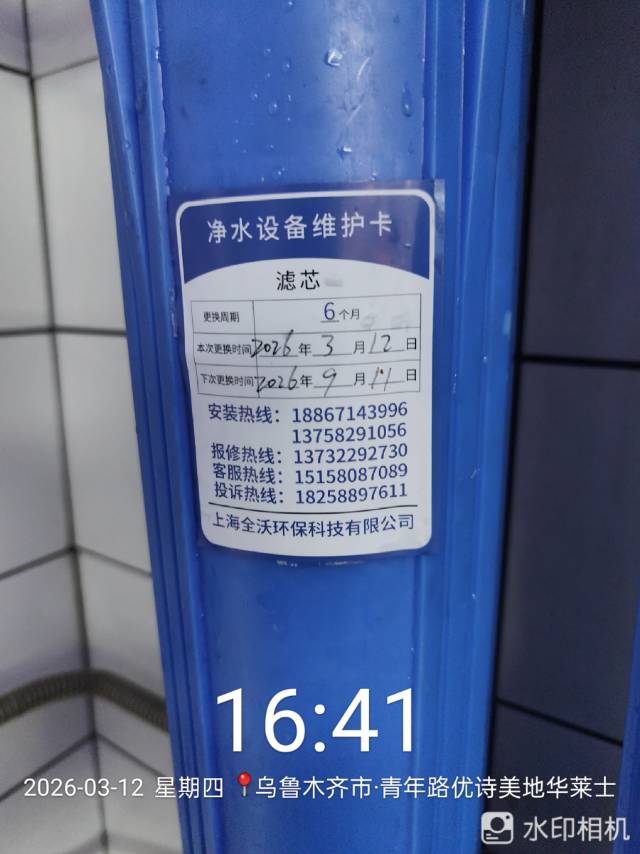 净水设备维护卡
滤芯
更换周期 6个月
本次更换时间 2026年 3 月 12 日
下次更换时间 2026年 9 月 11 日
安装热线：18867143996
13758291056
报修热线：13732292730
客服热线：15158087089
投诉热线：18258897611
上海全沃环保科技有限公司
16:41
2026-03-12 星期四 📍乌鲁木齐市·青年路优诗美地华莱士
水印相机